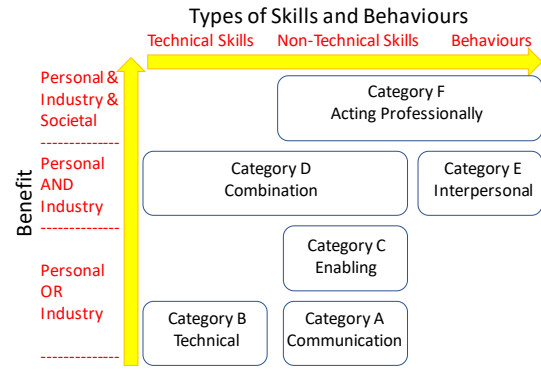 Types of Skills and Behaviours
Technical Skills Non-Technical Skills Behaviours
Personal &
Industry &
Societal
Category F
Acting Professionally
Personal
AND
Industry
Category D
Combination
Category E
Interpersonal
Benefit
Personal
OR
Industry
Category C
Enabling
Category B
Technical
Category A
Communication